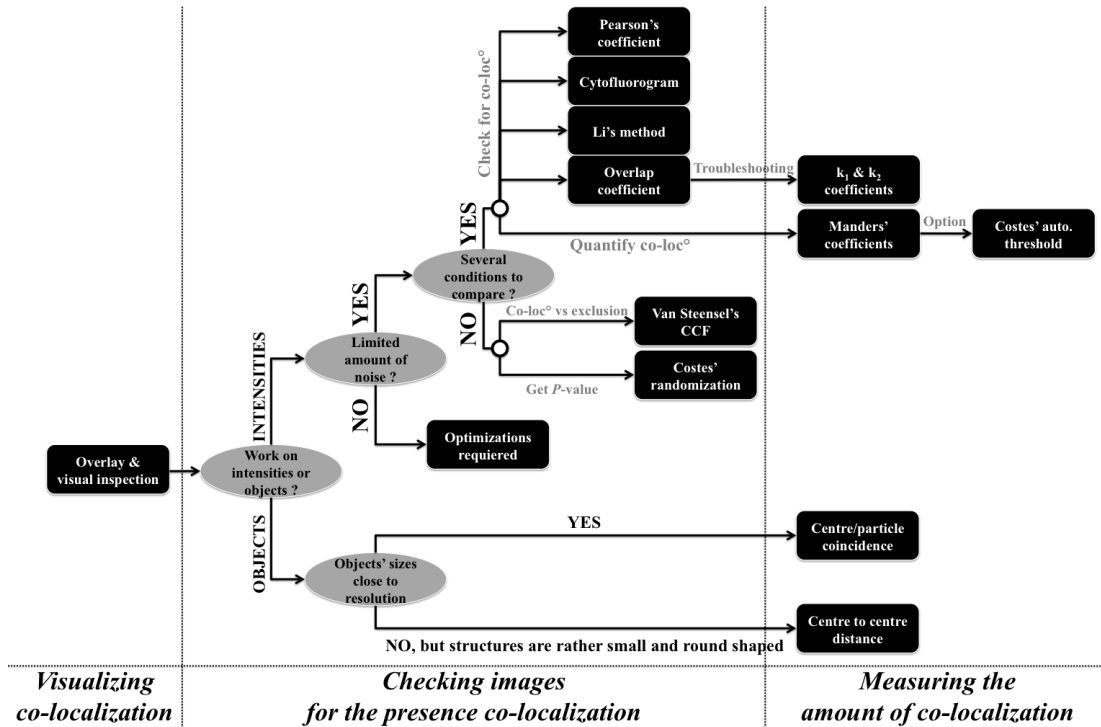 Pearson's
coefficient
Cytofluorogram
Li's method
Overlap
coefficient
Check for co-loc°
Troubleshooting
k₁ & k₂
coefficients
Quantify co-loc°
Manders'
coefficients
Option
Costes' auto.
threshold
YES
Several
conditions to
compare ?
NO
Co-loc° vs exclusion
Van Steensel's
CCF
Get P-value
Costes'
randomization
YES
Limited
amount of
noise ?
NO
Optimizations
requiered
INTENSITIES
Overlay &
visual inspection
Work on
intensities or
objects ?
OBJECTS
Objects' sizes
close to
resolution
YES
Centre/particle
coincidence
NO, but structures are rather small and round shaped
Centre to centre
distance
Visualizing
co-localization
Checking images
for the presence co-localization
Measuring the
amount of co-localization